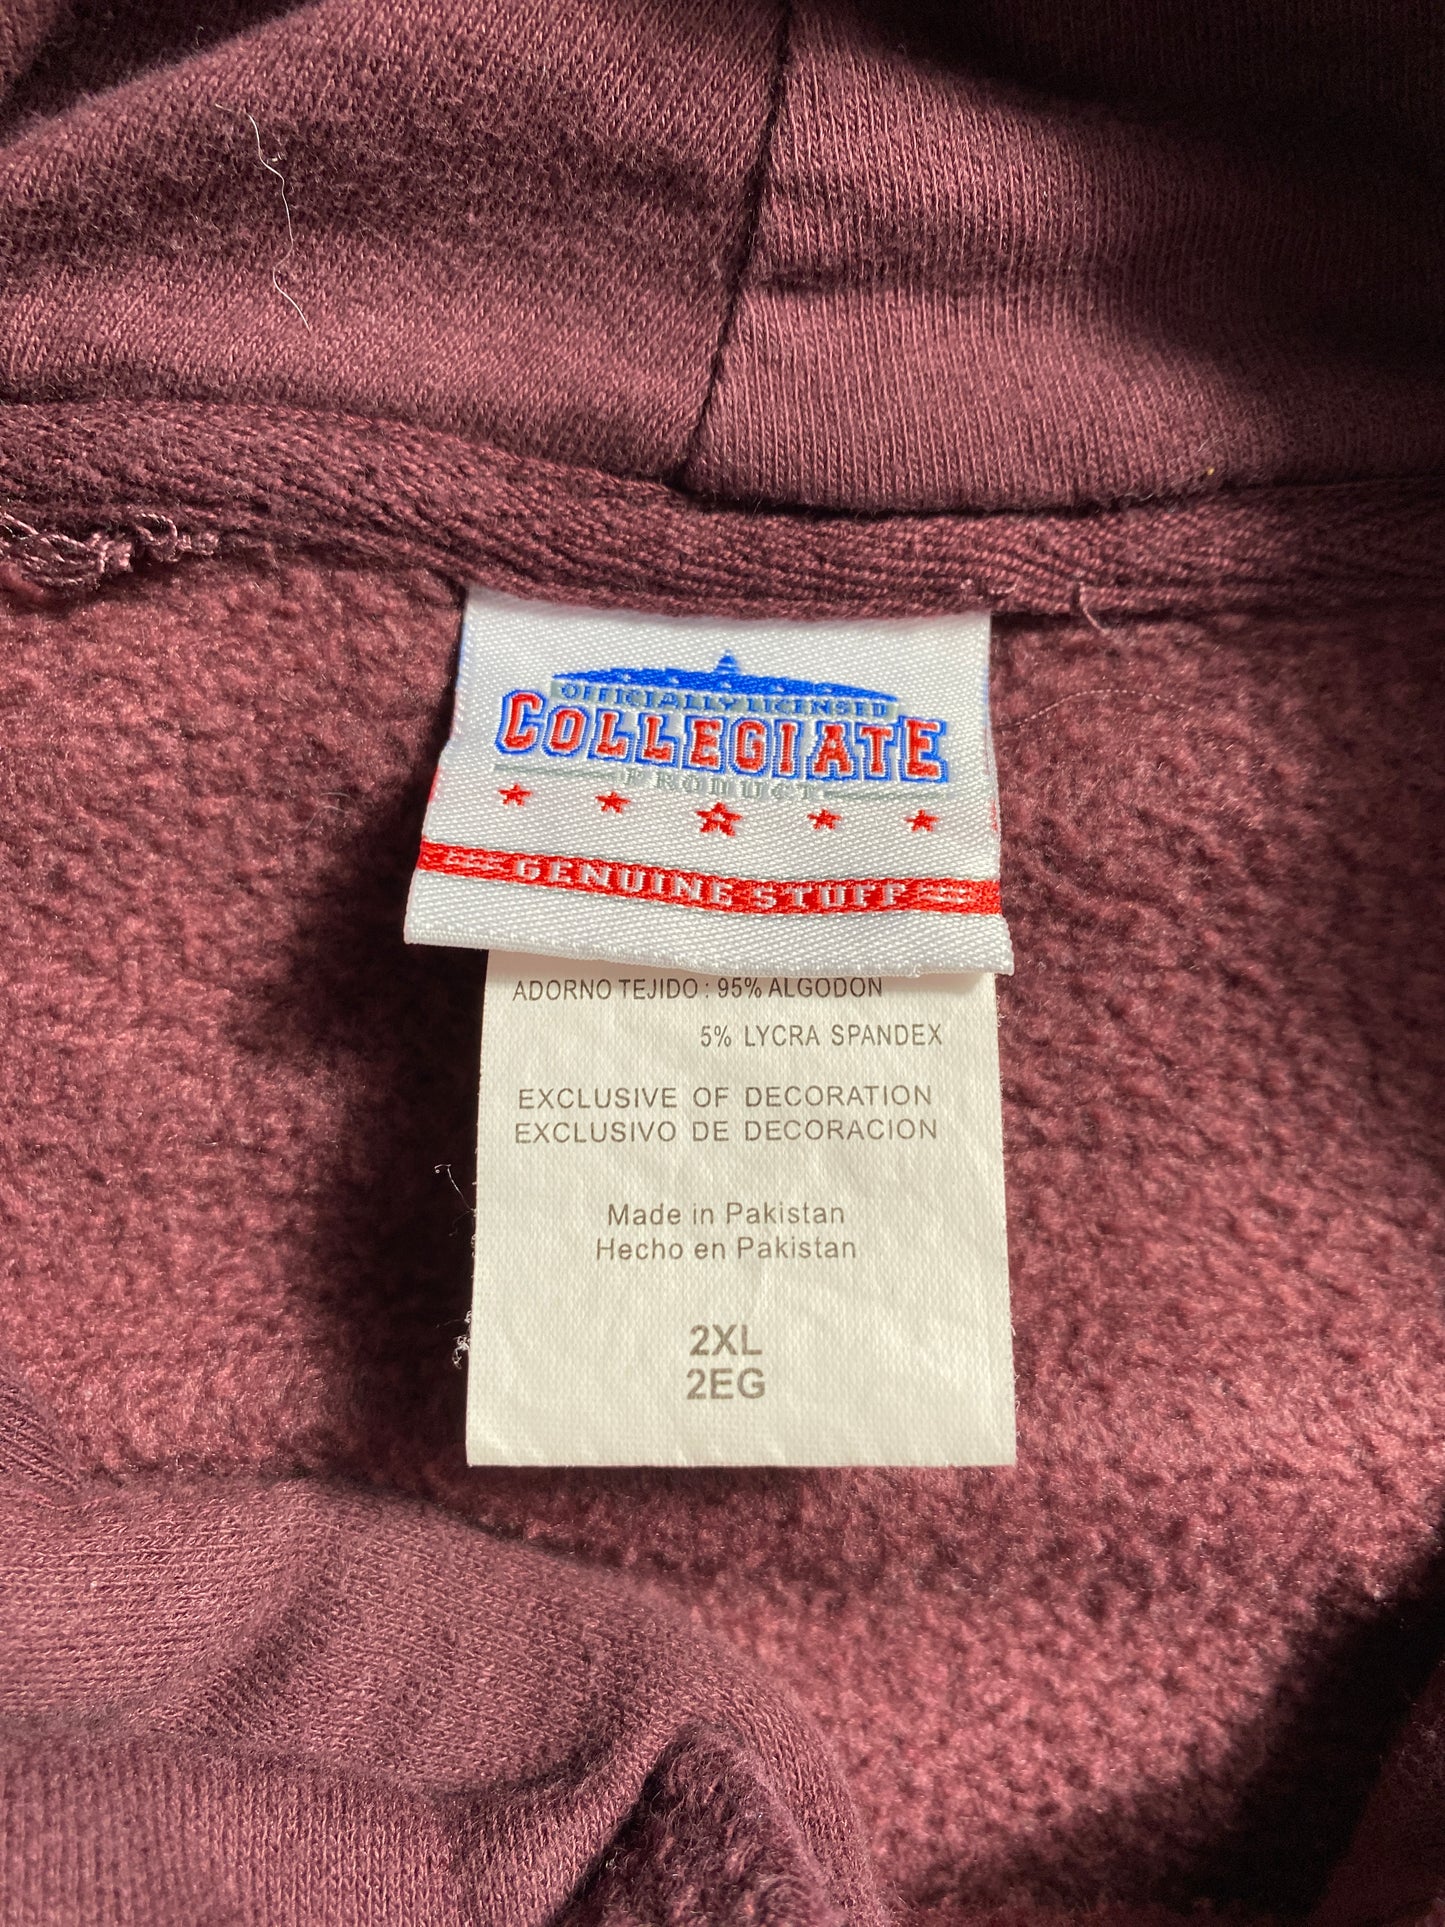 OFFICIALLY LICENSED
COLLEGIATE
PRODUCT
GENUINE STUFF
ADORNO TEJIDO : 95% ALGODON
5% LYCRA SPANDEX
EXCLUSIVE OF DECORATION
EXCLUSIVO DE DECORACION
Made in Pakistan
Hecho en Pakistan
2XL
2EG